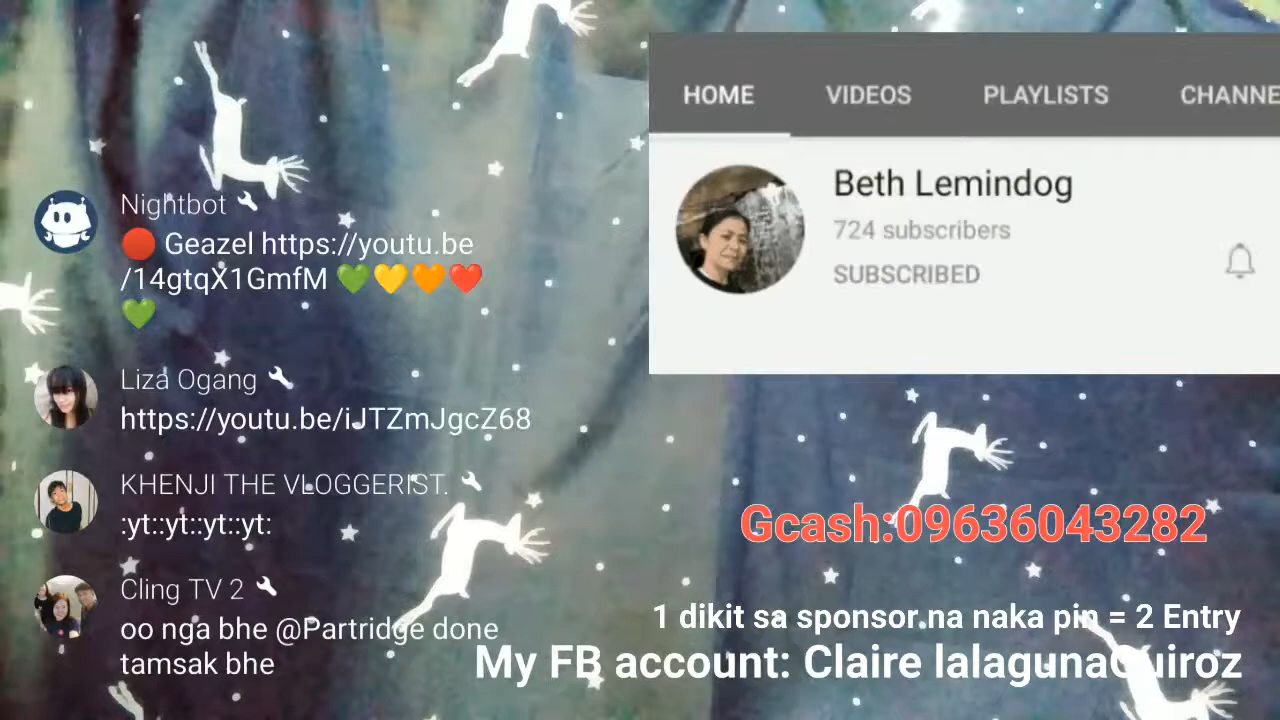 HOME VIDEOS PLAYLISTS CHANNE
Beth Lemindog
724 subscribers
SUBSCRIBED
Nightbot
Geazel https://youtu.be
/14gtqX1GmfM
Liza Ogang
https://youtu.be/iJTZmJgcZ68
KHENJI THE VLOGGERIST.
:yt::yt::yt::yt:
Cling TV 2
oo nga bhe @Partridge done
tamsak bhe
Gcash:09636043282
1 dikit sa sponsor.na naka pin = 2 Entry
My FB account: Claire lalagunaQuiroz